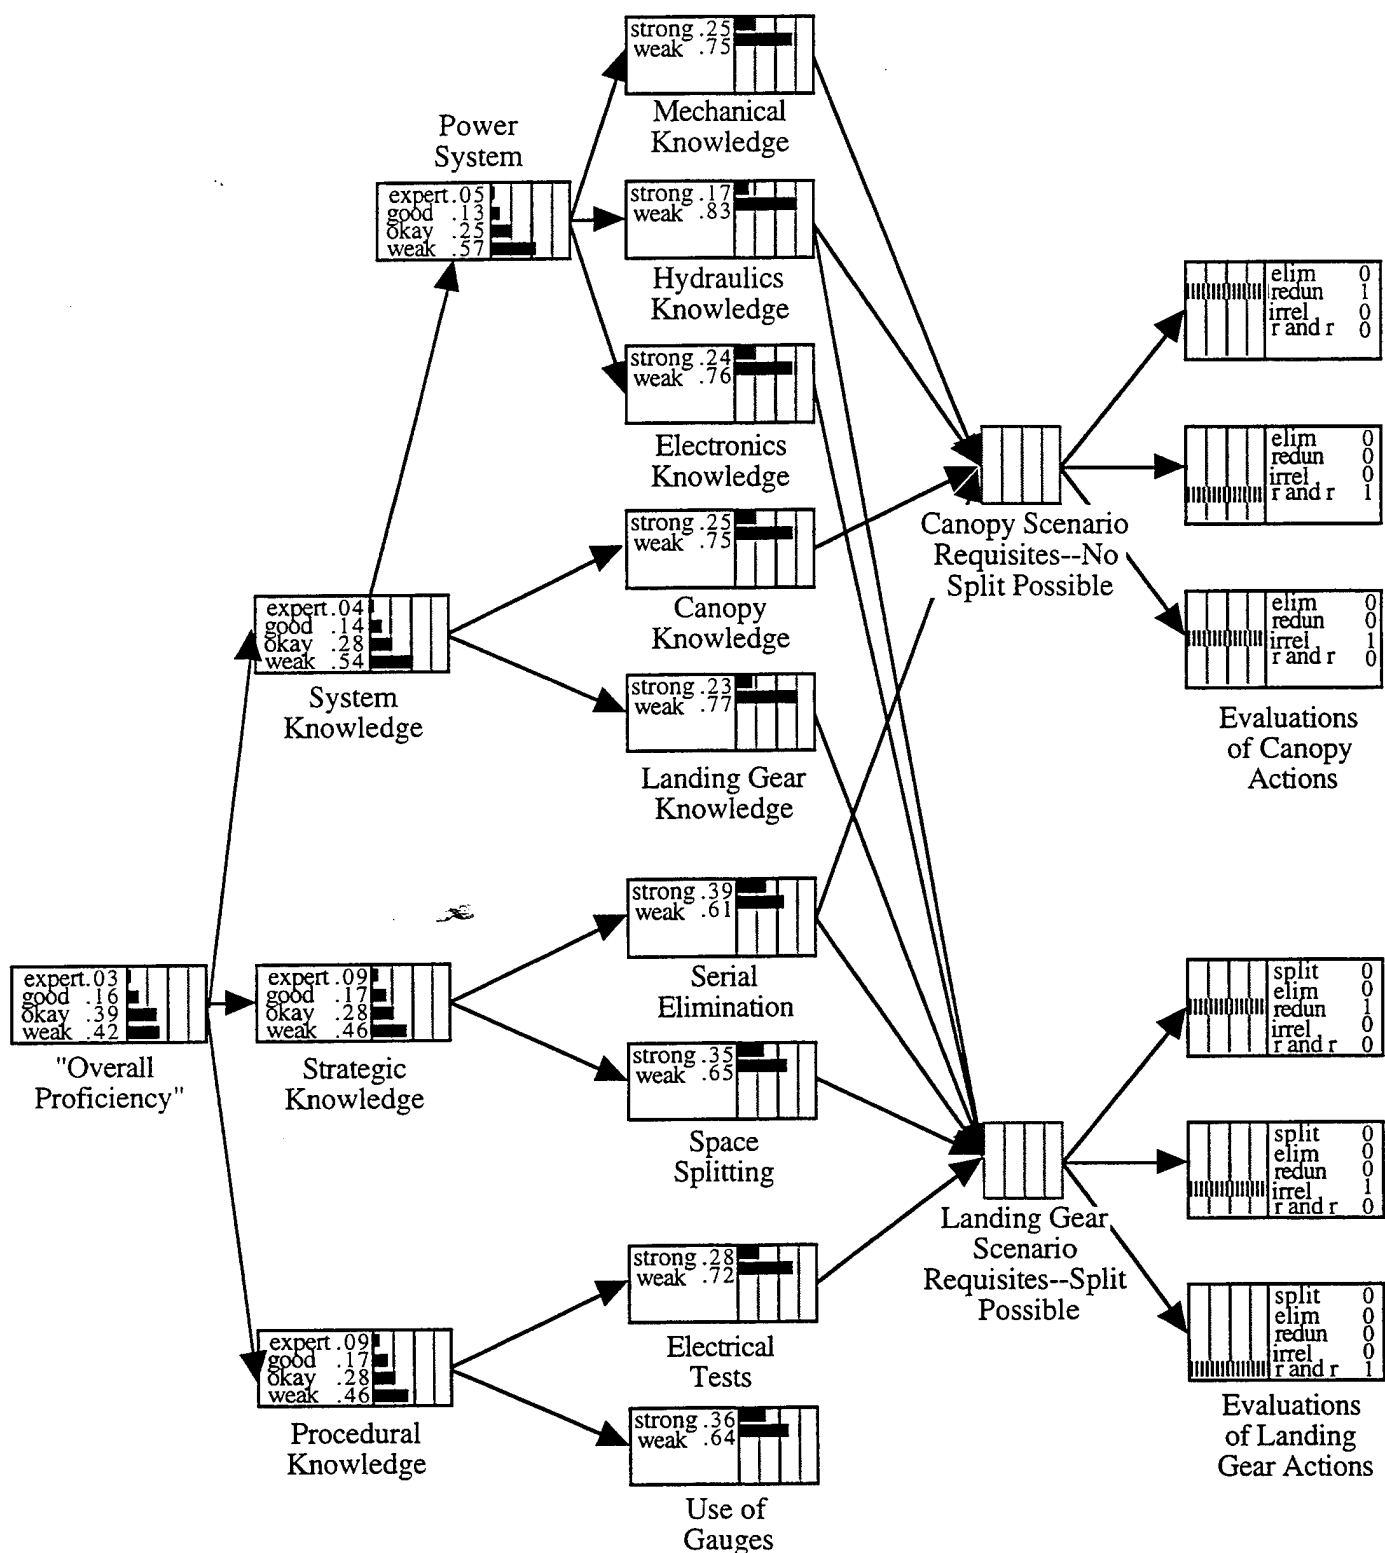 strong .25
weak .75
Mechanical
Knowledge
Power
System
expert .05
good .13
okay .25
weak .57
strong .17
weak .83
Hydraulics
Knowledge
strong .24
weak .76
Electronics
Knowledge
strong .25
weak .75
Canopy
Knowledge
expert .04
good .14
okay .28
weak .54
System
Knowledge
strong .23
weak .77
Landing Gear
Knowledge
strong .39
weak .61
Serial
Elimination
expert .03
good .16
okay .39
weak .42
"Overall
Proficiency"
expert .09
good .17
okay .28
weak .46
Strategic
Knowledge
strong .35
weak .65
Space
Splitting
strong .28
weak .72
Electrical
Tests
expert .09
good .17
okay .28
weak .46
Procedural
Knowledge
strong .36
weak .64
Use of
Gauges
Canopy Scenario
Requisites--No
Split Possible
Landing Gear
Scenario
Requisites--Split
Possible
elim 0
redun 1
irrel 0
r and r 0
elim 0
redun 0
irrel 0
r and r 1
elim 0
redun 0
irrel 1
r and r 0
Evaluations
of Canopy
Actions
split 0
elim 0
redun 1
irrel 0
r and r 0
split 0
elim 0
redun 0
irrel 1
r and r 0
split 0
elim 0
redun 0
irrel 0
r and r 1
Evaluations
of Landing
Gear Actions